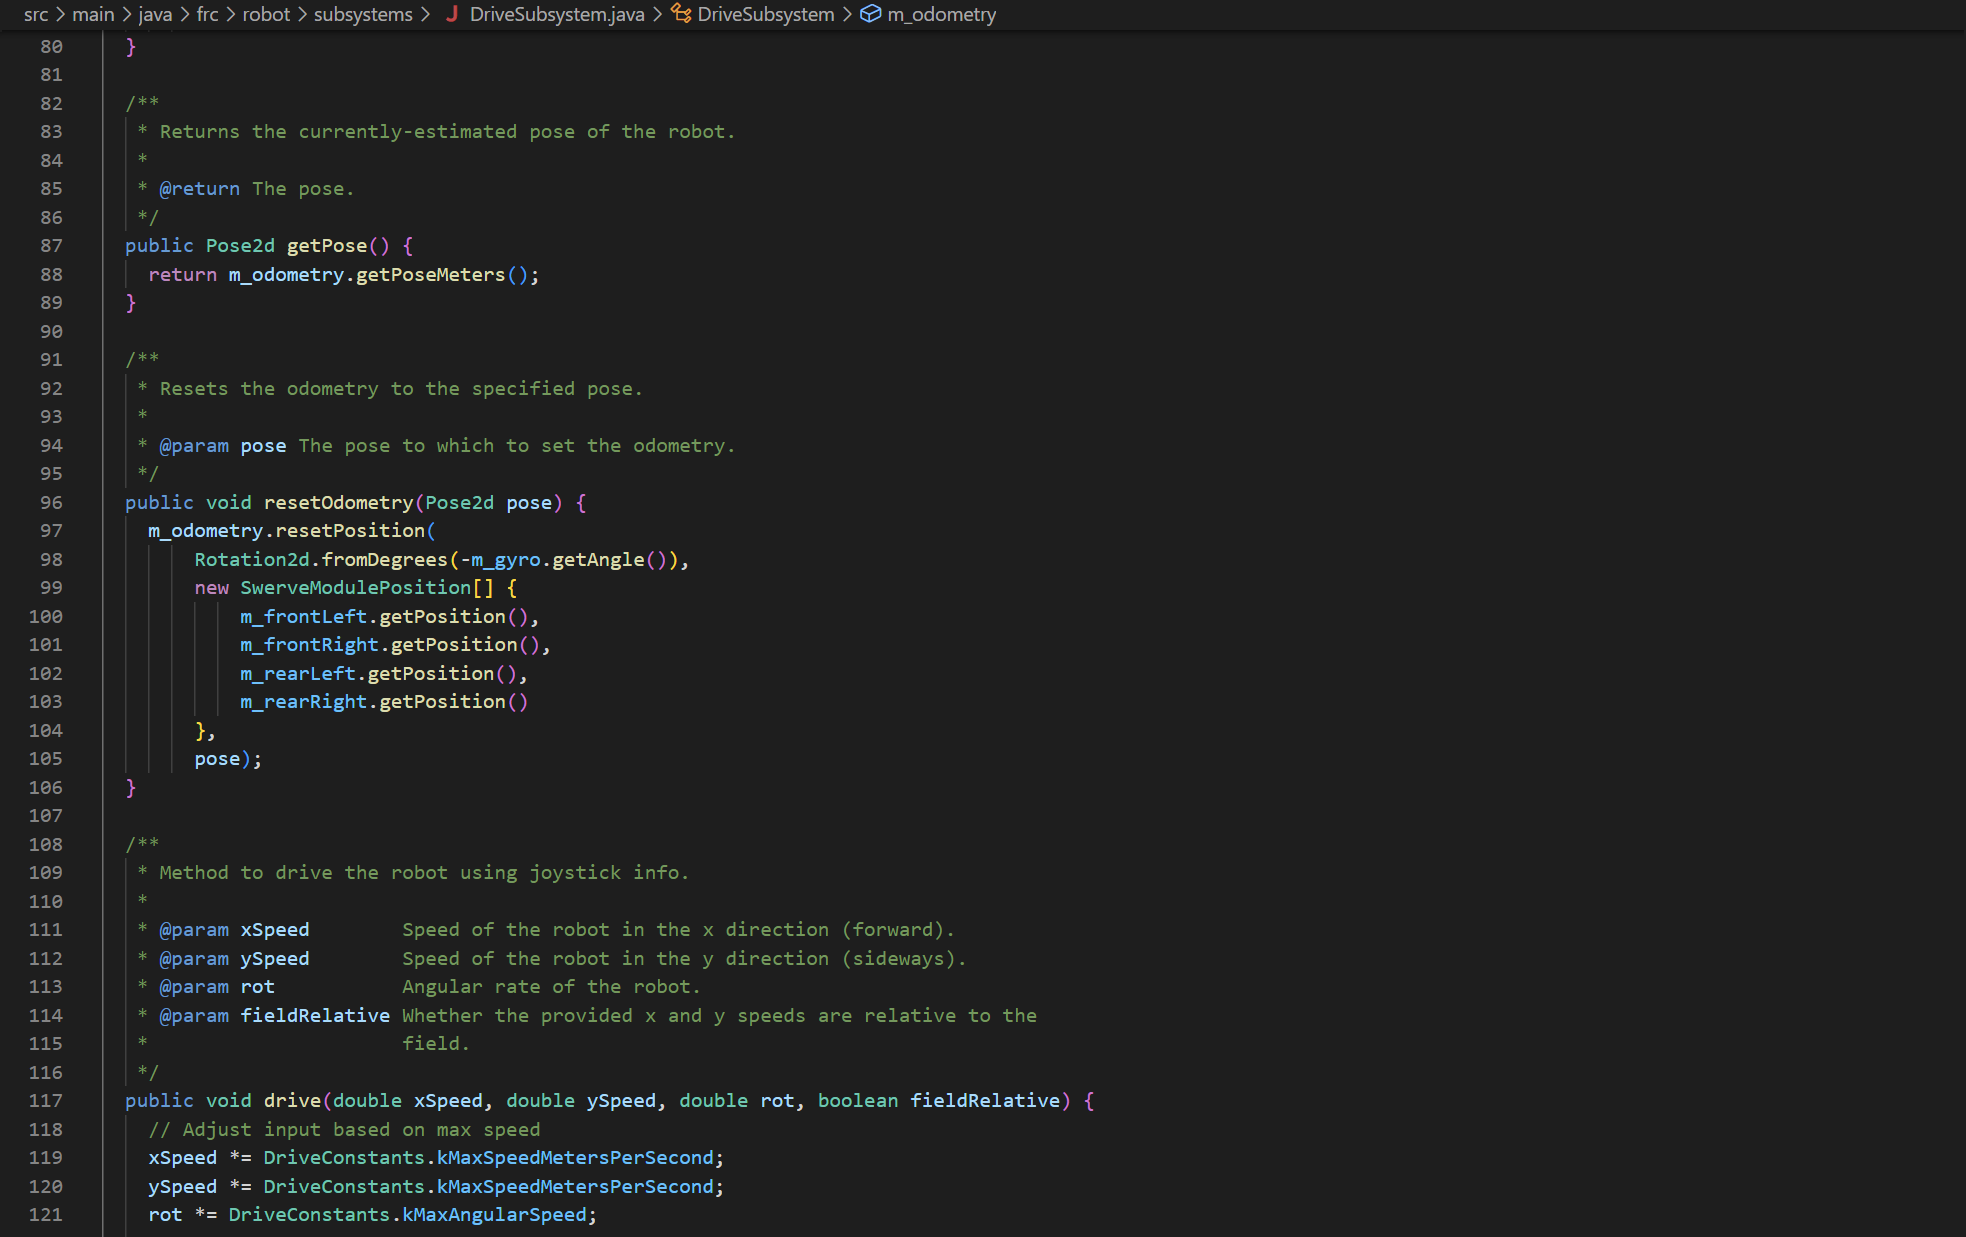 src > main > java > frc > robot > subsystems > J DriveSubsystem.java > DriveSubsystem > m_odometry
80 }
81
82 /**
83 * Returns the currently-estimated pose of the robot.
84 *
85 * @return The pose.
86 */
87 public Pose2d getPose() {
88 return m_odometry.getPoseMeters();
89 }
90
91 /**
92 * Resets the odometry to the specified pose.
93 *
94 * @param pose The pose to which to set the odometry.
95 */
96 public void resetOdometry(Pose2d pose) {
97 m_odometry.resetPosition(
98 Rotation2d.fromDegrees(-m_gyro.getAngle()),
99 new SwerveModulePosition[] {
100 m_frontLeft.getPosition(),
101 m_frontRight.getPosition(),
102 m_rearLeft.getPosition(),
103 m_rearRight.getPosition()
104 },
105 pose);
106 }
107
108 /**
109 * Method to drive the robot using joystick info.
110 *
111 * @param xSpeed Speed of the robot in the x direction (forward).
112 * @param ySpeed Speed of the robot in the y direction (sideways).
113 * @param rot Angular rate of the robot.
114 * @param fieldRelative Whether the provided x and y speeds are relative to the
115 * field.
116 */
117 public void drive(double xSpeed, double ySpeed, double rot, boolean fieldRelative) {
118 // Adjust input based on max speed
119 xSpeed *= DriveConstants.kMaxSpeedMetersPerSecond;
120 ySpeed *= DriveConstants.kMaxSpeedMetersPerSecond;
121 rot *= DriveConstants.kMaxAngularSpeed;